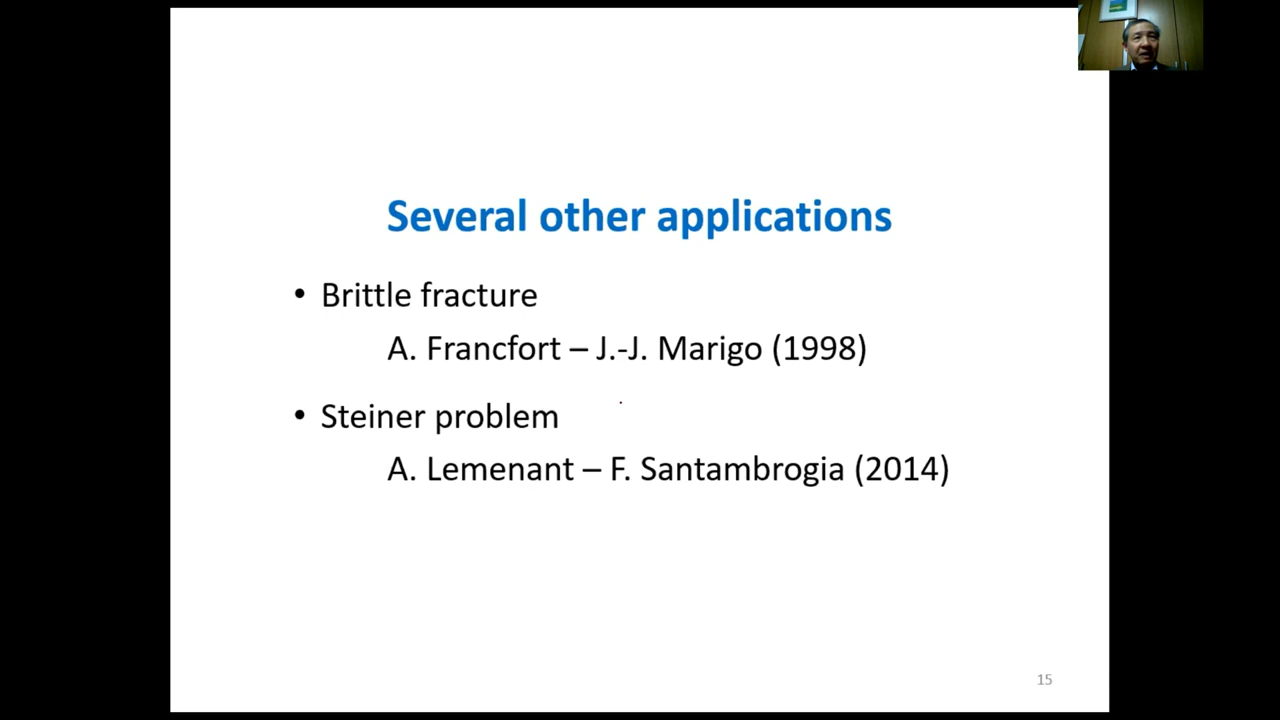 Several other applications
• Brittle fracture
A. Francfort – J.-J. Marigo (1998)
• Steiner problem
A. Lemenant – F. Santambrogia (2014)
15